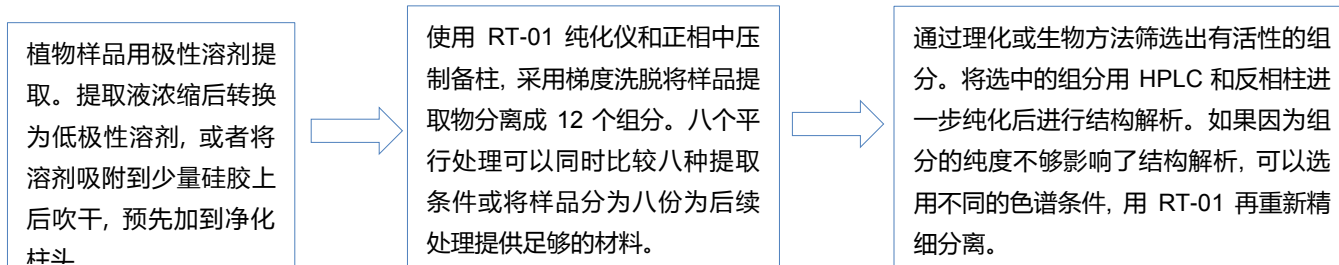 植物样品用极性溶剂提
取。提取液浓缩后转换
为低极性溶剂, 或者将
溶剂吸附到少量硅胶上
后吹干, 预先加到净化
柱头
使用 RT-01 纯化仪和正相中压
制备柱, 采用梯度洗脱将样品提
取物分离成 12 个组分。八个平
行处理可以同时比较八种提取
条件或将样品分为八份为后续
处理提供足够的材料。
通过理化或生物方法筛选出有活性的组
分。将选中的组分用 HPLC 和反相柱进
一步纯化后进行结构解析。如果因为组
分的纯度不够影响了结构解析, 可以选
用不同的色谱条件, 用 RT-01 再重新精
细分离。